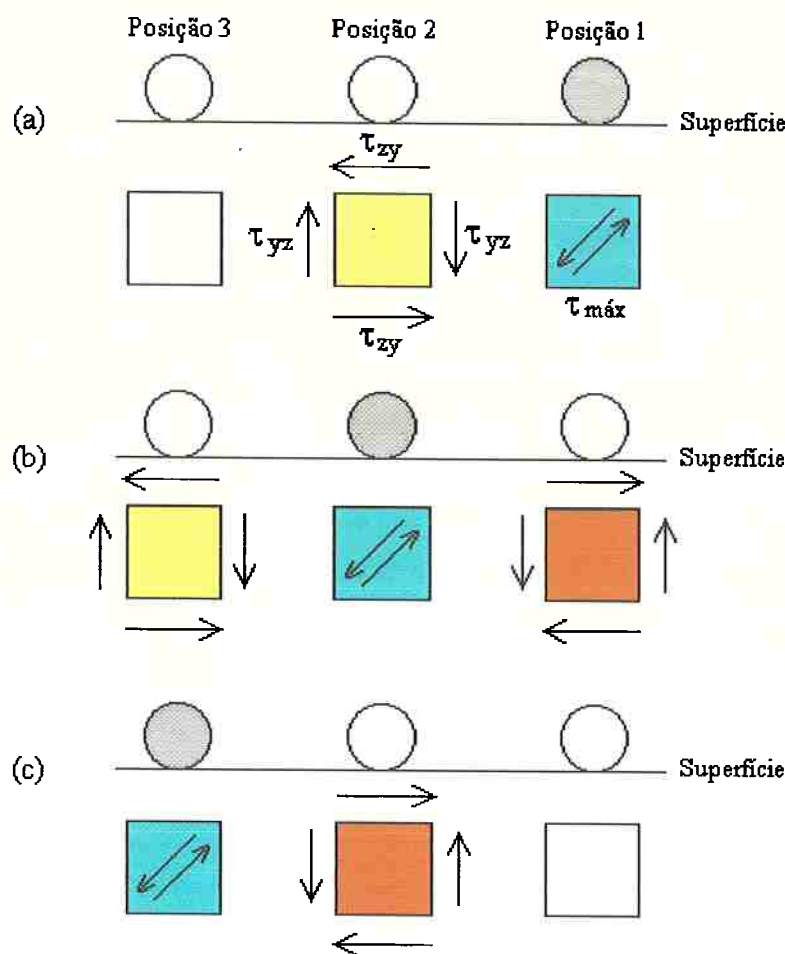 Posição 3 Posição 2 Posição 1
(a) Superfície
τzy
τyz τyz
τmáx
τzy
(b) Superfície
(c) Superfície